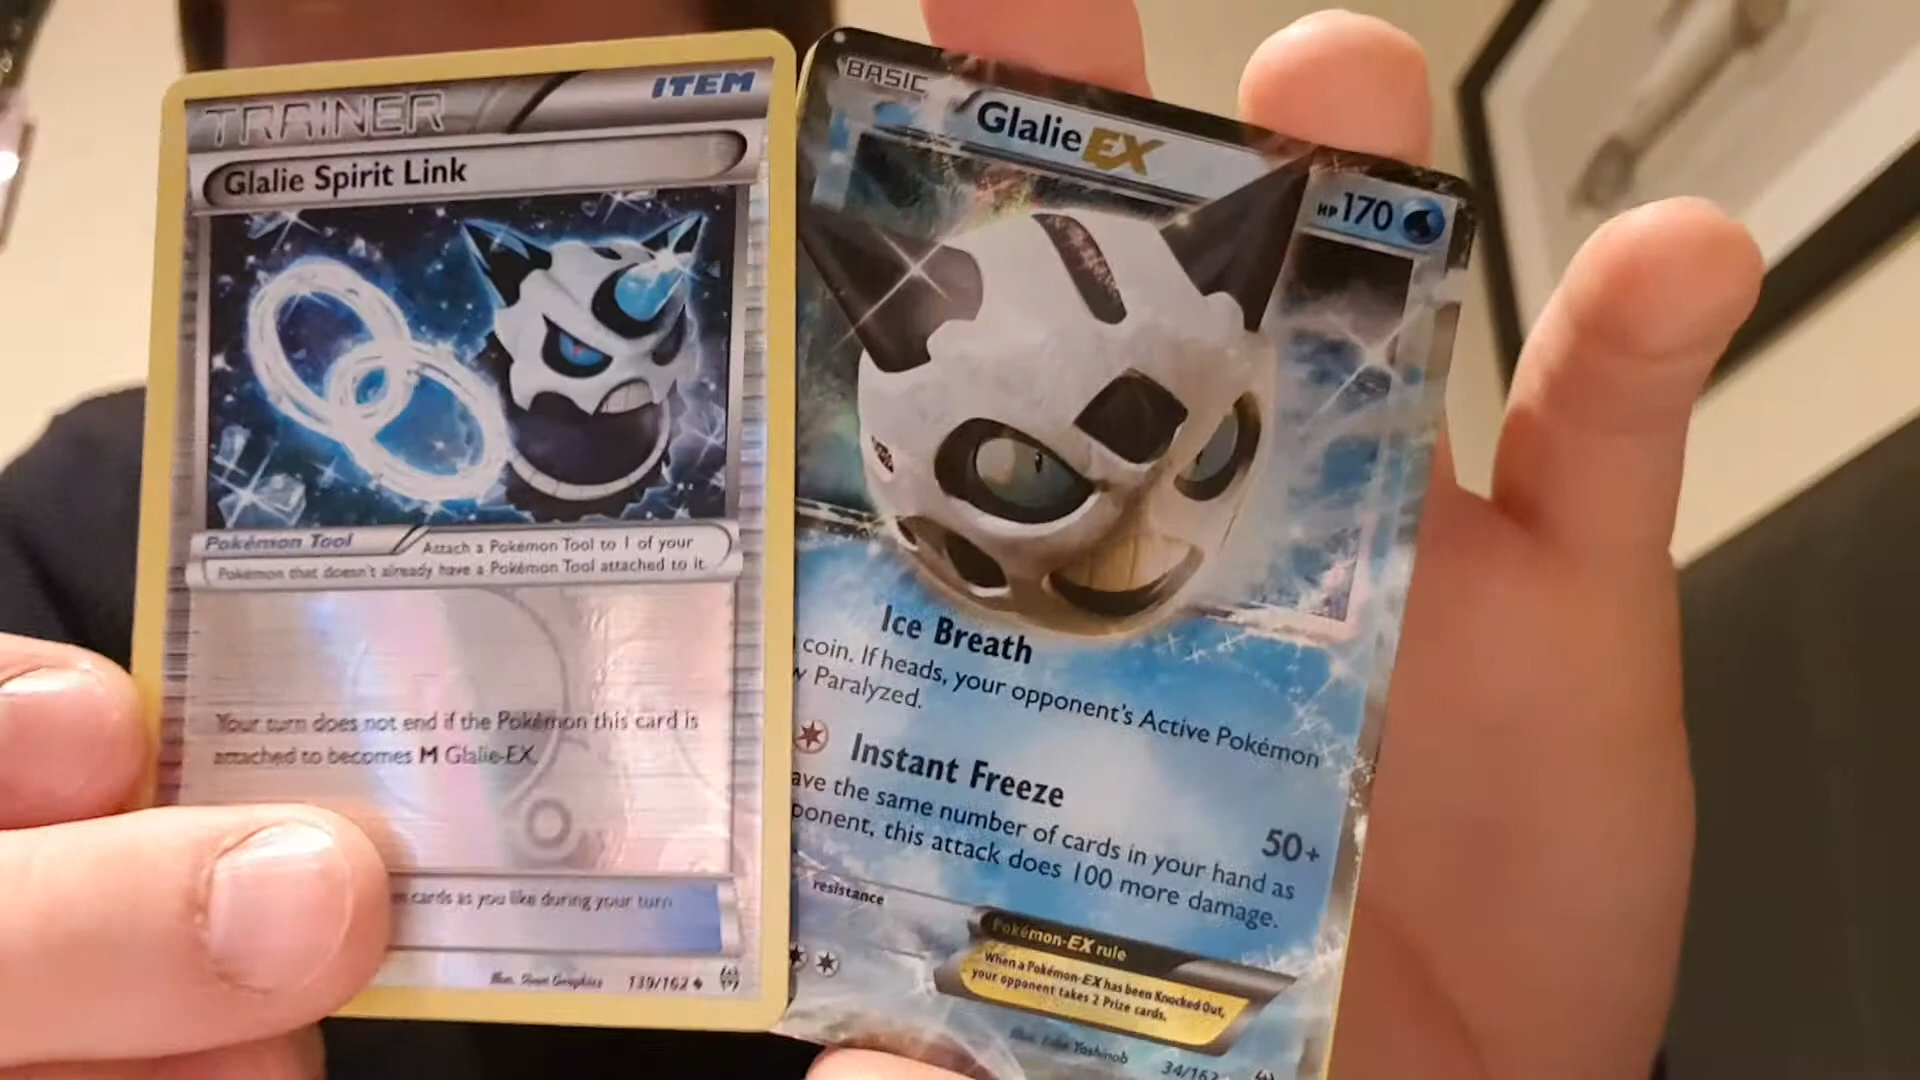 TRAINER
ITEM
Glalie Spirit Link
Pokémon Tool
Attach a Pokémon Tool to 1 of your
Pokémon that doesn't already have a Pokémon Tool attached to it.
Your turn does not end if the Pokémon this card is
attached to becomes M Glalie-EX.
cards as you like during your turn
Illus.
139/162
BASIC
Glalie EX
HP 170
Ice Breath
coin. If heads, your opponent's Active Pokémon
Paralyzed.
Instant Freeze
50+
ave the same number of cards in your hand as
ponent, this attack does 100 more damage.
resistance
Pokémon-EX rule
When a Pokémon-EX has been Knocked Out,
your opponent takes 2 Prize cards.
Yoshinob
34/162